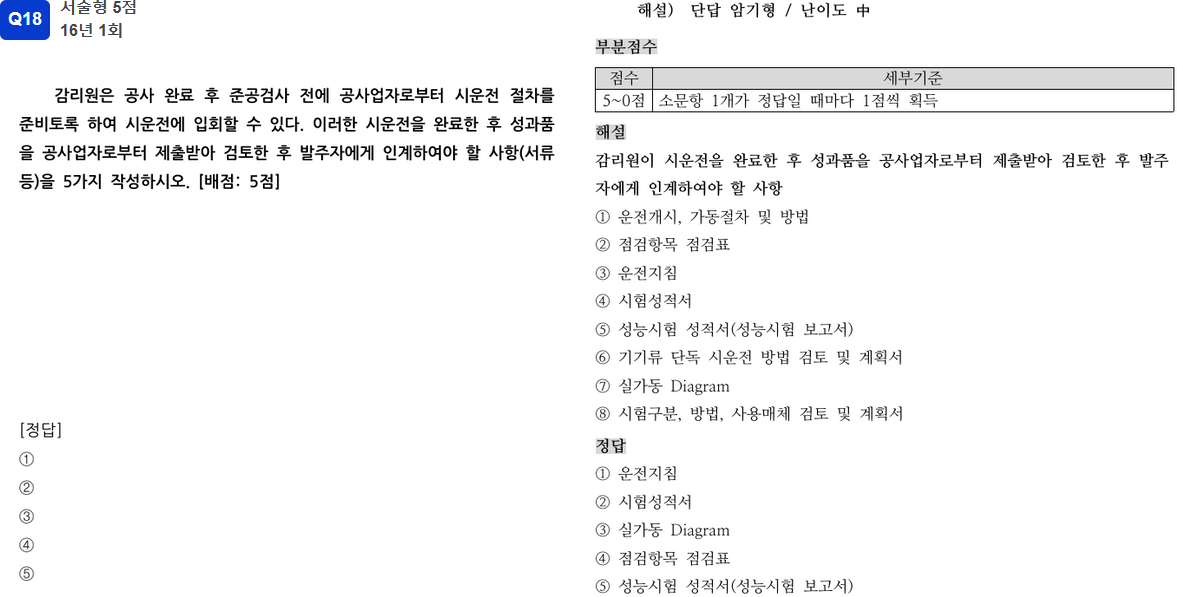 Q18
서술형 5점
16년 1회
감리원은 공사 완료 후 준공검사 전에 공사업자로부터 시운전 절차를
준비토록 하여 시운전에 입회할 수 있다. 이러한 시운전을 완료한 후 성과품
을 공사업자로부터 제출받아 검토한 후 발주자에게 인계하여야 할 사항(서류
등)을 5가지 작성하시오. [배점: 5점]
[정답]
①
②
③
④
⑤
해설) 단답 암기형 / 난이도 中
부분점수
점수 세부기준
5~0점 소문항 1개가 정답일 때마다 1점씩 획득
해설
감리원이 시운전을 완료한 후 성과품을 공사업자로부터 제출받아 검토한 후 발주
자에게 인계하여야 할 사항
① 운전개시, 가동절차 및 방법
② 점검항목 점검표
③ 운전지침
④ 시험성적서
⑤ 성능시험 성적서(성능시험 보고서)
⑥ 기기류 단독 시운전 방법 검토 및 계획서
⑦ 실가동 Diagram
⑧ 시험구분, 방법, 사용매체 검토 및 계획서
정답
① 운전지침
② 시험성적서
③ 실가동 Diagram
④ 점검항목 점검표
⑤ 성능시험 성적서(성능시험 보고서)